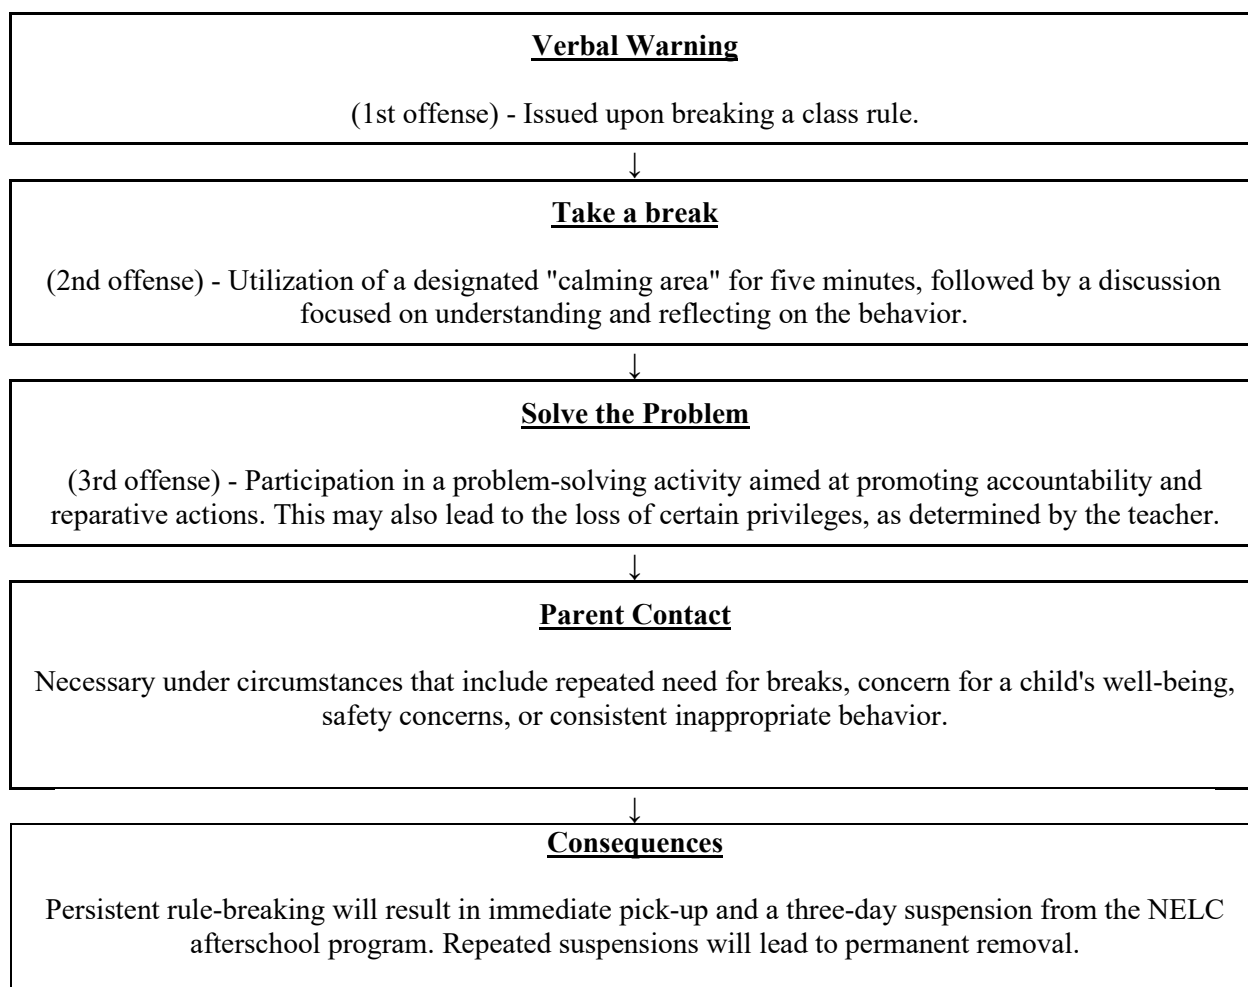 Verbal Warning
(1st offense) - Issued upon breaking a class rule.
↓
Take a break
(2nd offense) - Utilization of a designated "calming area" for five minutes, followed by a discussion
focused on understanding and reflecting on the behavior.
↓
Solve the Problem
(3rd offense) - Participation in a problem-solving activity aimed at promoting accountability and
reparative actions. This may also lead to the loss of certain privileges, as determined by the teacher.
↓
Parent Contact
Necessary under circumstances that include repeated need for breaks, concern for a child's well-being,
safety concerns, or consistent inappropriate behavior.
↓
Consequences
Persistent rule-breaking will result in immediate pick-up and a three-day suspension from the NELC
afterschool program. Repeated suspensions will lead to permanent removal.